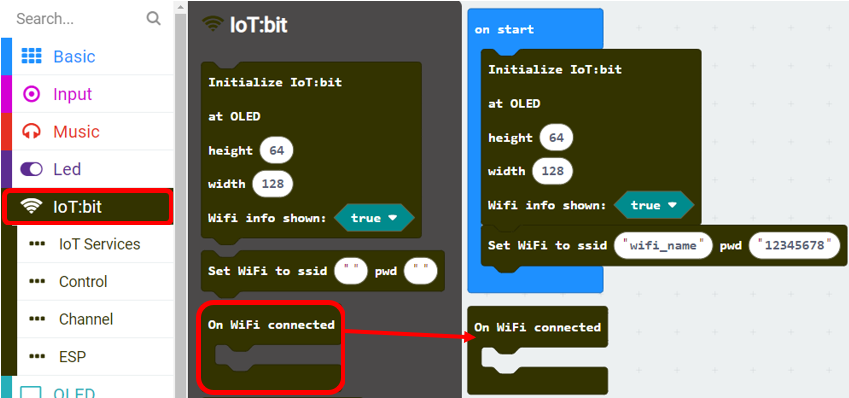 Search...
Basic
Input
Music
Led
IoT:bit
IoT Services
Control
Channel
ESP
OLED
IoT:bit
Initialize IoT:bit
at OLED
height 64
width 128
Wifi info shown: true
Set WiFi to ssid " " pwd " "
On WiFi connected
on start
Initialize IoT:bit
at OLED
height 64
width 128
Wifi info shown: true
Set WiFi to ssid "wifi_name" pwd "12345678"
On WiFi connected